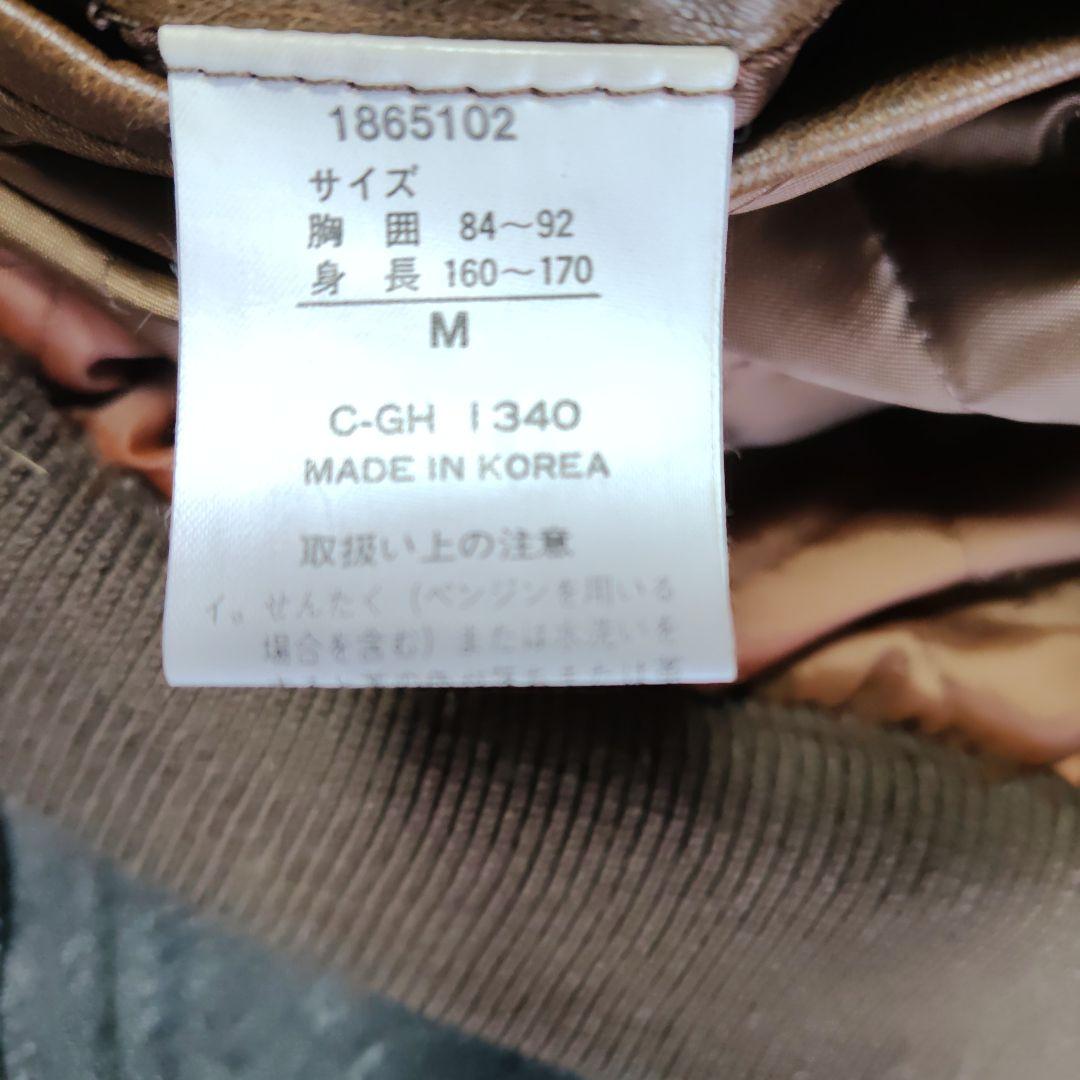 1865102
サイズ
胸 囲 84～92
身 長 160～170
M
C-GH 1340
MADE IN KOREA
取扱い上の注意
イ。せんたく（ベンジンを用いる
場合を含む）または水洗いを